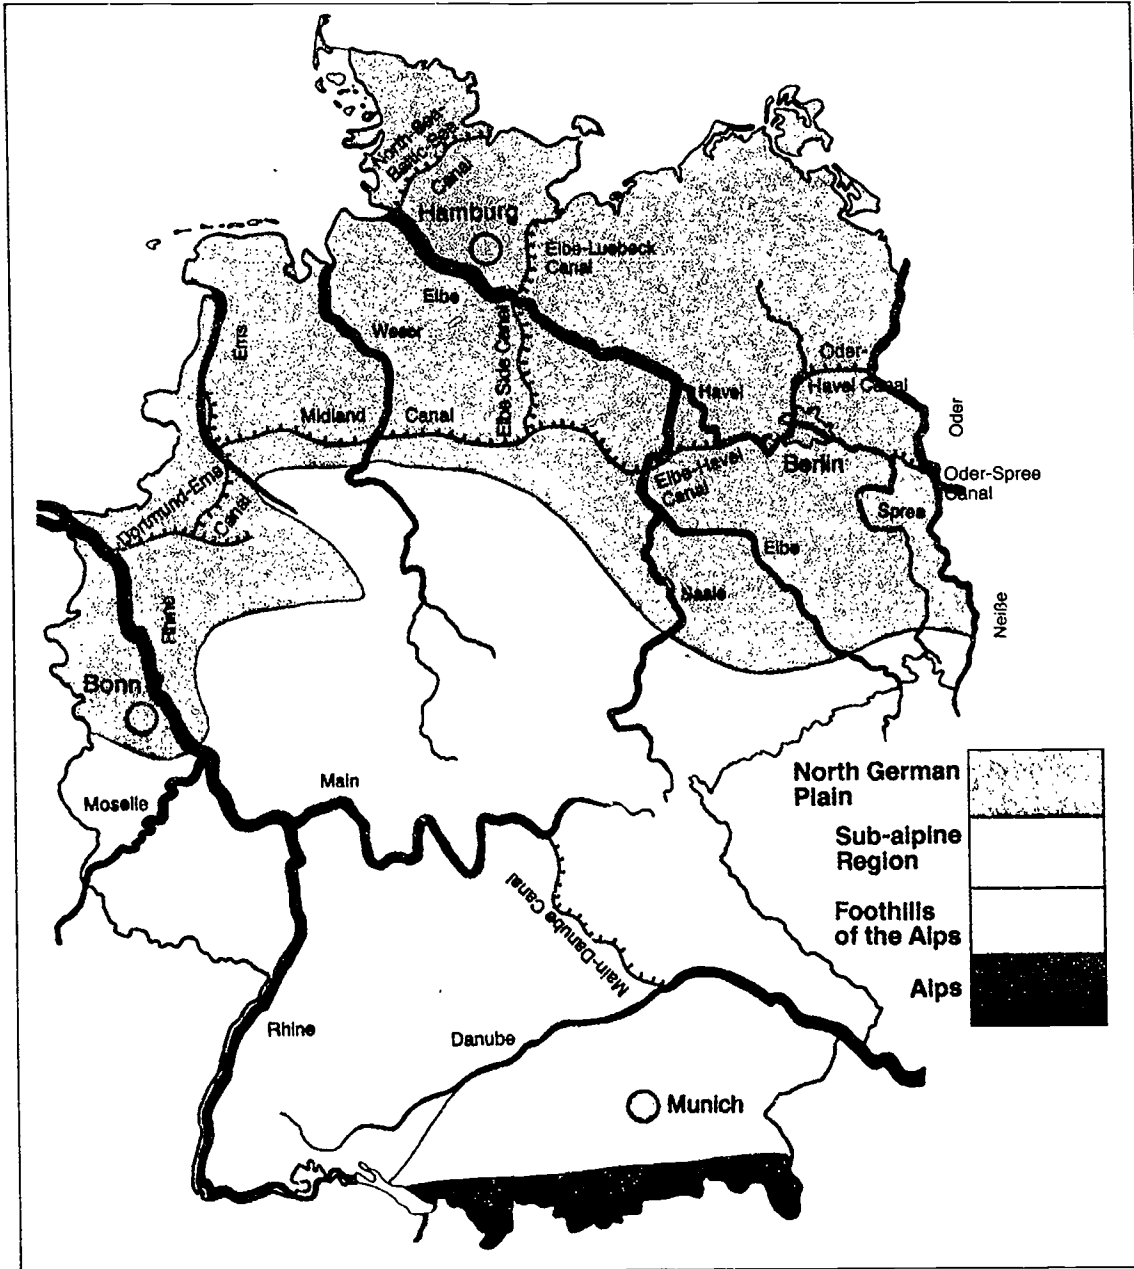 North-Sea-
Baltic-Sea
Canal
Hamburg
Elbe-Luebeck
Canal
Elbe
Weser
Ems
Elbe Side Canal
Oder-
Havel Canal
Havel
Midland
Canal
Oder
Berlin
Elbe-Havel
Canal
Oder-Spree
Canal
Dortmund-Ems
Canal
Spree
Elbe
Saale
Rhine
Neiße
Bonn
North German
Plain
Main
Moselle
Sub-alpine
Region
Main-Danube Canal
Foothills
of the Alps
Alps
Rhine
Danube
Munich